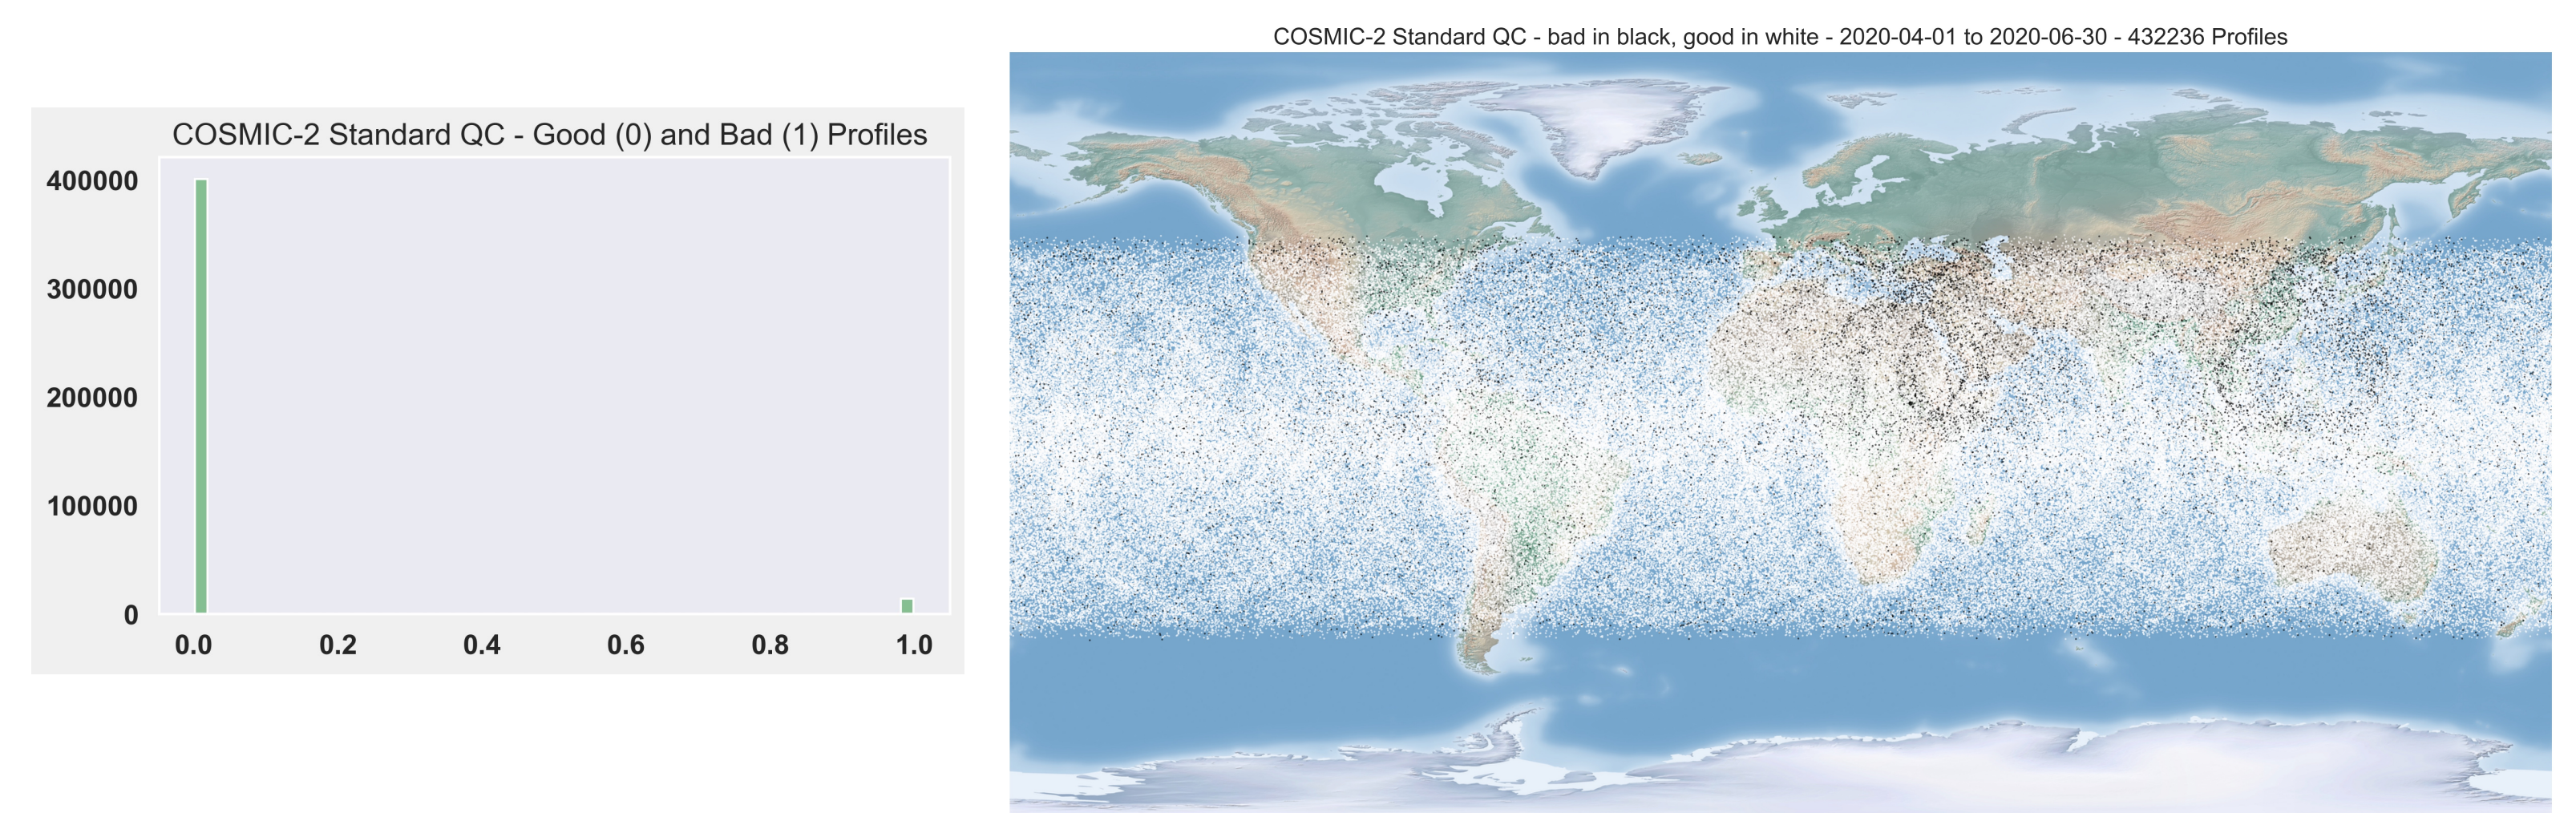 COSMIC-2 Standard QC - Good (0) and Bad (1) Profiles
400000
300000
200000
100000
0
0.0 0.2 0.4 0.6 0.8 1.0
COSMIC-2 Standard QC - bad in black, good in white - 2020-04-01 to 2020-06-30 - 432236 Profiles